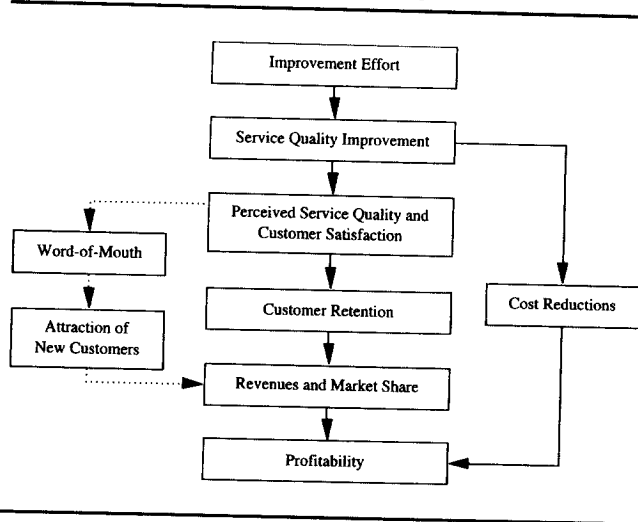 Improvement Effort
Service Quality Improvement
Perceived Service Quality and
Customer Satisfaction
Word-of-Mouth
Customer Retention
Cost Reductions
Attraction of
New Customers
Revenues and Market Share
Profitability